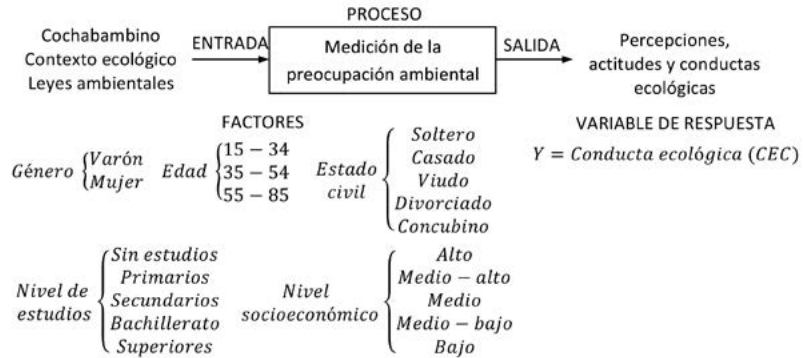 PROCESO
Cochabambino
Contexto ecológico
Leyes ambientales
ENTRADA
Medición de la
preocupación ambiental
SALIDA
Percepciones,
actitudes y conductas
ecológicas
FACTORES
VARIABLE DE RESPUESTA
Y = Conducta ecológica (CEC)
Género
Varón
Mujer
Edad
15 − 34
35 − 54
55 − 85
Estado
civil
Soltero
Casado
Viudo
Divorciado
Concubino
Nivel de
estudios
Sin estudios
Primarios
Secundarios
Bachillerato
Superiores
Nivel
socioeconómico
Alto
Medio − alto
Medio
Medio − bajo
Bajo